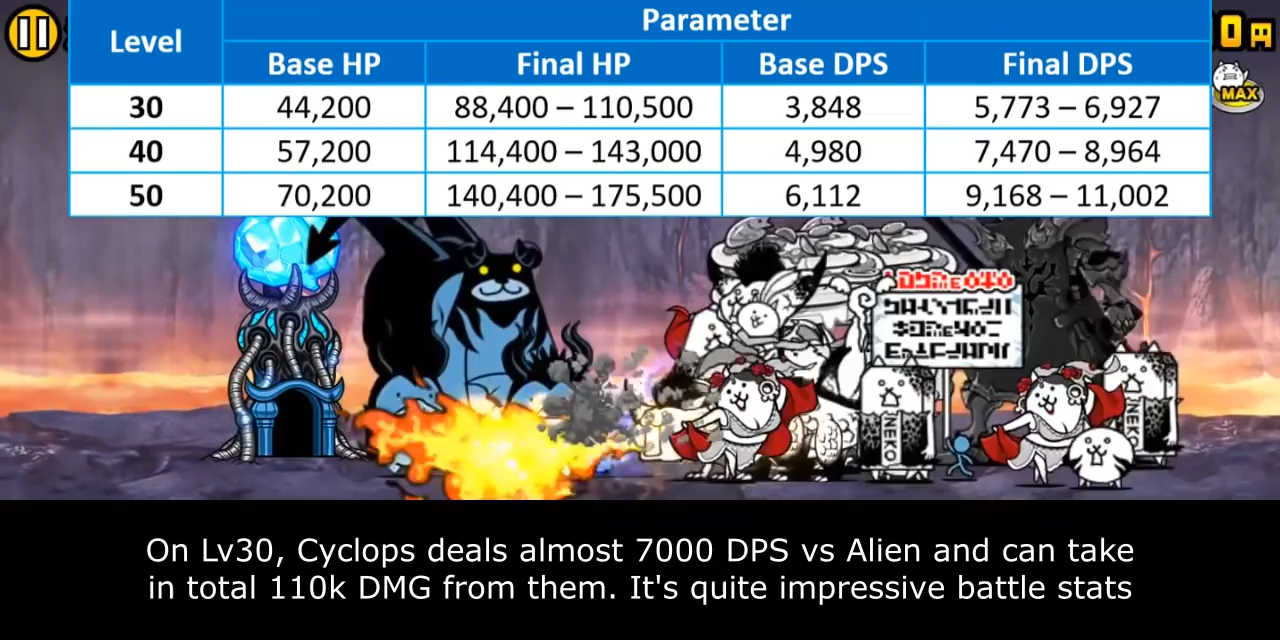 Parameter
Level
Base HP Final HP Base DPS Final DPS
30 44,200 88,400 – 110,500 3,848 5,773 – 6,927
40 57,200 114,400 – 143,000 4,980 7,470 – 8,964
50 70,200 140,400 – 175,500 6,112 9,168 – 11,002
0円
MAX
NEKO
NEKO
On Lv30, Cyclops deals almost 7000 DPS vs Alien and can take
in total 110k DMG from them. It's quite impressive battle stats